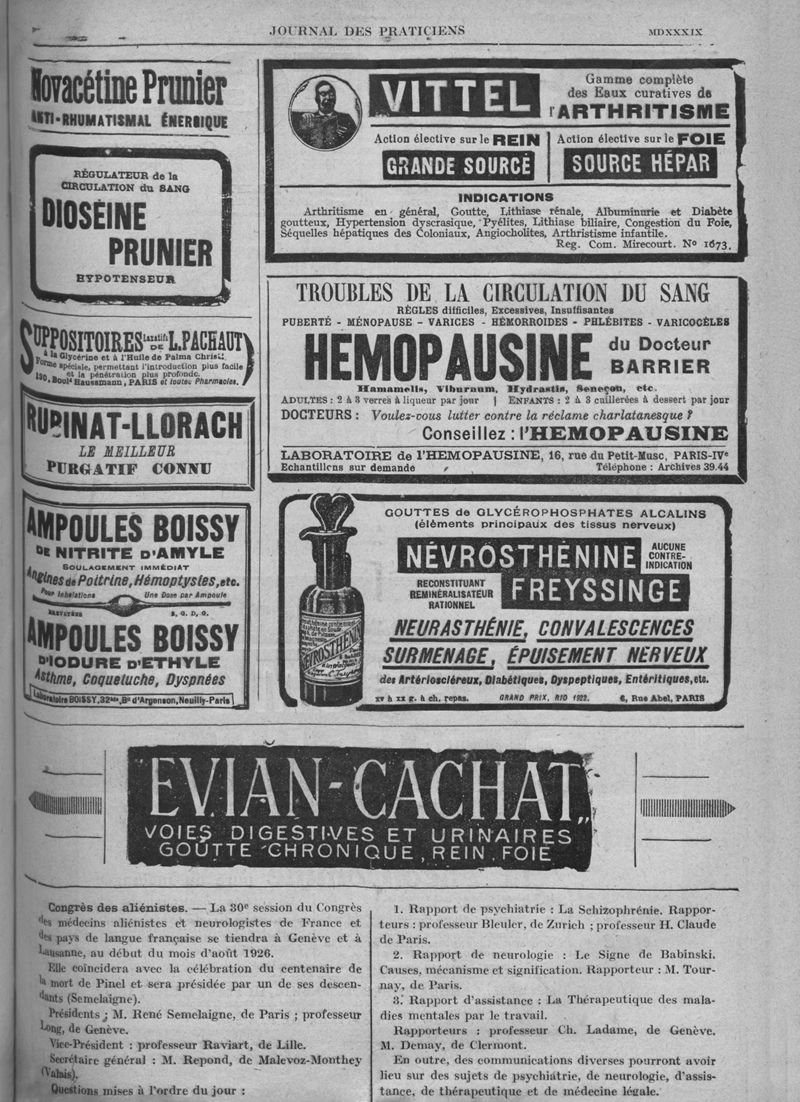 JOURNAL DES PRATICIENS
MDXXXIX
Novacétine Prunier
ANTI-RHUMATISMAL ÉNERGIQUE
RÉGULATEUR de la
CIRCULATION du SANG
DIOSÉINE
PRUNIER
HYPOTENSEUR
SUPPOSITOIRES Laxatifs DE L. PACHAUT
à la Glycérine et à l'Huile de Palma Christi.
Forme spéciale, permettant l'introduction plus facile
et la pénétration plus profonde.
130, Boulᵈ Haussmann, PARIS et toutes Pharmacies.
RUBINAT-LLORACH
LE MEILLEUR
PURGATIF CONNU
AMPOULES BOISSY
DE NITRITE D'AMYLE
SOULAGEMENT IMMÉDIAT
Angines de Poitrine, Hémoptysies, etc.
Pour Inhalations Une Dose par Ampoule
BREVETÉES S. G. D. G.
AMPOULES BOISSY
D'IODURE D'ETHYLE
Asthme, Coqueluche, Dyspnées
Laboratoire BOISSY, 32ᵇⁱˢ, Bᵈ d'Argenson, Neuilly-Paris
VITTEL
Gamme complète
des Eaux curatives de
l'ARTHRITISME
Action élective sur le REIN
GRANDE SOURCE
Action élective sur le FOIE
SOURCE HÉPAR
INDICATIONS
Arthritisme en général, Goutte, Lithiase rénale, Albuminurie et Diabète
goutteux, Hypertension dyscrasique, Pyélites, Lithiase biliaire, Congestion du Foie,
Séquelles hépatiques des Coloniaux, Angiocholites, Arthristisme infantile.
Reg. Com. Mirecourt. Nº 1673.
TROUBLES DE LA CIRCULATION DU SANG
RÈGLES difficiles, Excessives, Insuffisantes
PUBERTÉ - MÉNOPAUSE - VARICES - HÉMORROIDES - PHLÉBITES - VARICOCÈLES
HEMOPAUSINE du Docteur
BARRIER
Hamamelis, Viburnum, Hydrastis, Seneçon, etc.
ADULTES : 2 à 3 verres à liqueur par jour | ENFANTS : 2 à 3 cuillerées à dessert par jour
DOCTEURS : Voulez-vous lutter contre la réclame charlatanesque ?
Conseillez : l'HEMOPAUSINE
LABORATOIRE de l'HEMOPAUSINE, 16, rue du Petit-Musc, PARIS-IVᵉ
Echantillons sur demande Téléphone : Archives 39.44
GOUTTES de GLYCÉROPHOSPHATES ALCALINS
(éléments principaux des tissus nerveux)
NÉVROSTHÉNINE
AUCUNE
CONTRE-
INDICATION
RECONSTITUANT
REMINÉRALISATEUR
RATIONNEL
FREYSSINGE
NEURASTHÉNIE, CONVALESCENCES
SURMENAGE, ÉPUISEMENT NERVEUX
des Artérioscléreux, Diabétiques, Dyspeptiques, Entéritiques, etc.
XV à XX g. à ch. repas. GRAND PRIX, RIO 1922. 6, Rue Abel, PARIS
NÉVROSTHÉNINE
"EVIAN-CACHAT"
VOIES DIGESTIVES ET URINAIRES
GOUTTE CHRONIQUE, REIN, FOIE
Congrès des aliénistes. — La 30ᵉ session du Congrès
des médecins aliénistes et neurologistes de France et
des pays de langue française se tiendra à Genève et à
Lausanne, au début du mois d'août 1926.
Elle coïncidera avec la célébration du centenaire de
la mort de Pinel et sera présidée par un de ses descen-
dants (Semelaigne).
Présidents : M. René Semelaigne, de Paris ; professeur
Long, de Genève.
Vice-Président : professeur Raviart, de Lille.
Secrétaire général : M. Repond, de Malevoz-Monthey
(Valais).
Questions mises à l'ordre du jour :
1. Rapport de psychiatrie : La Schizophrénie. Rappor-
teurs : professeur Bleuler, de Zurich ; professeur H. Claude
de Paris.
2. Rapport de neurologie : Le Signe de Babinski.
Causes, mécanisme et signification. Rapporteur : M. Tour-
nay, de Paris.
3. Rapport d'assistance : La Thérapeutique des mala-
dies mentales par le travail.
Rapporteurs : professeur Ch. Ladame, de Genève.
M. Demay, de Clermont.
En outre, des communications diverses pourront avoir
lieu sur des sujets de psychiatrie, de neurologie, d'assis-
tance, de thérapeutique et de médecine légale.